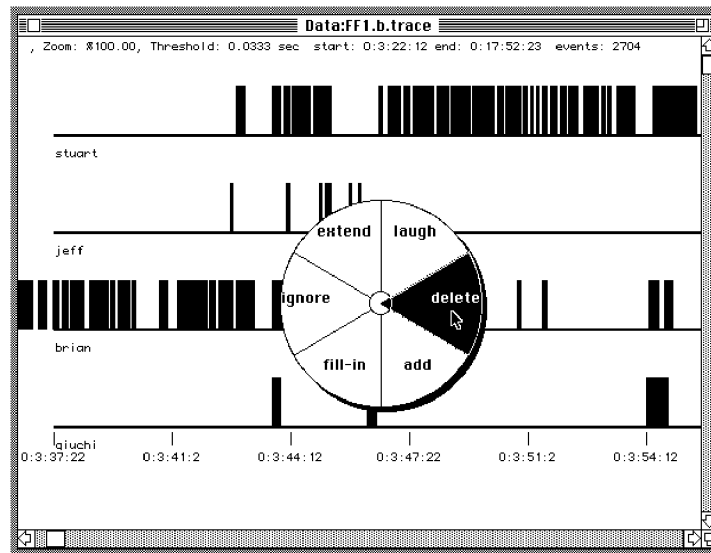 Data:FF1.b.trace
, Zoom: %100.00, Threshold: 0.0333 sec start: 0:3:22:12 end: 0:17:52:23 events: 2704
stuart
jeff
extend laugh
ignore delete
fill-in add
brian
giuchi
0:3:37:22 0:3:41:2 0:3:44:12 0:3:47:22 0:3:51:2 0:3:54:12